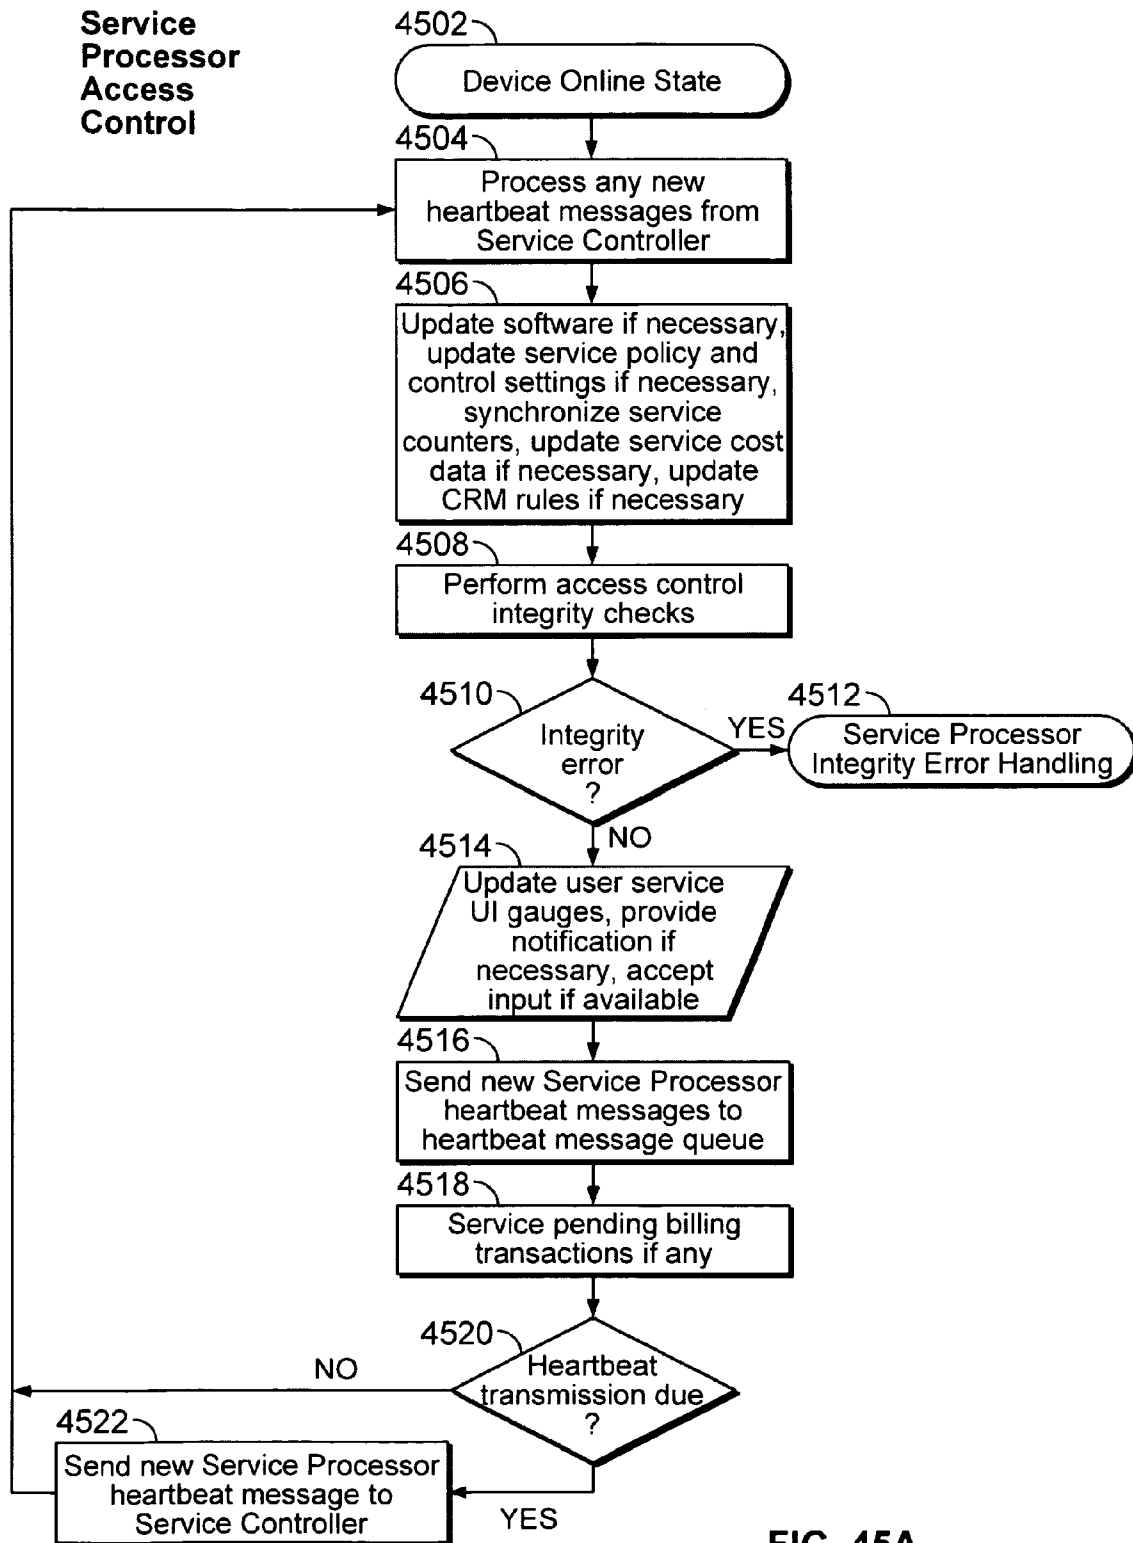 Service
Processor
Access
Control
4502
Device Online State
4504
Process any new
heartbeat messages from
Service Controller
4506
Update software if necessary,
update service policy and
control settings if necessary,
synchronize service
counters, update service cost
data if necessary, update
CRM rules if necessary
4508
Perform access control
integrity checks
4510
Integrity
error
?
YES
4512
Service Processor
Integrity Error Handling
NO
4514
Update user service
UI gauges, provide
notification if
necessary, accept
input if available
4516
Send new Service Processor
heartbeat messages to
heartbeat message queue
4518
Service pending billing
transactions if any
4520
Heartbeat
transmission due
?
NO
4522
Send new Service Processor
heartbeat message to
Service Controller
YES
FIG. 45A